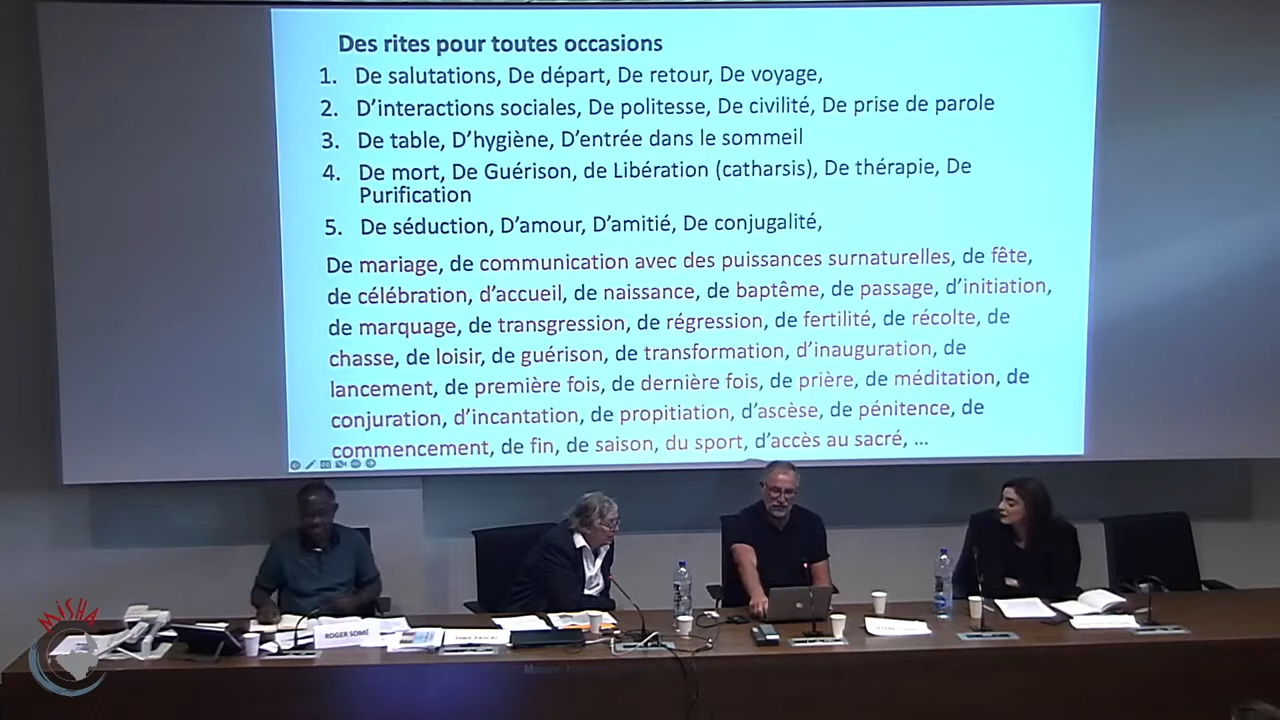 Des rites pour toutes occasions
1. De salutations, De départ, De retour, De voyage,
2. D'interactions sociales, De politesse, De civilité, De prise de parole
3. De table, D'hygiène, D'entrée dans le sommeil
4. De mort, De Guérison, de Libération (catharsis), De thérapie, De
Purification
5. De séduction, D'amour, D'amitié, De conjugalité,
De mariage, de communication avec des puissances surnaturelles, de fête,
de célébration, d'accueil, de naissance, de baptême, de passage, d'initiation,
de marquage, de transgression, de régression, de fertilité, de récolte, de
chasse, de loisir, de guérison, de transformation, d'inauguration, de
lancement, de première fois, de dernière fois, de prière, de méditation, de
conjuration, d'incantation, de propitiation, d'ascèse, de pénitence, de
commencement, de fin, de saison, du sport, d'accès au sacré, ...
MiSHA
ROGER SOMÉ